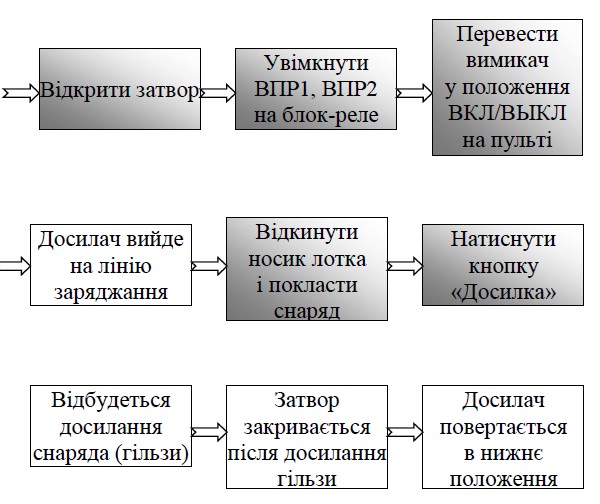 Відкрити затвор
Увімкнути
ВПР1, ВПР2
на блок-реле
Перевести
вимикач
у положення
ВКЛ/ВЫКЛ
на пульті
Досилач вийде
на лінію
заряджання
Відкинути
носик лотка
і покласти
снаряд
Натиснути
кнопку
«Досилка»
Відбудеться
досилання
снаряда (гільзи)
Затвор
закривається
після досилання
гільзи
Досилач
повертається
в нижнє
положення